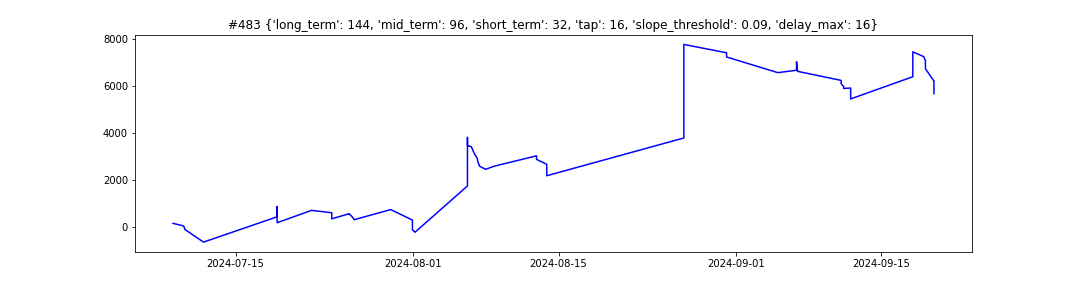 #483 {'long_term': 144, 'mid_term': 96, 'short_term': 32, 'tap': 16, 'slope_threshold': 0.09, 'delay_max': 16}
8000
6000
4000
2000
0
2024-07-15 2024-08-01 2024-08-15 2024-09-01 2024-09-15